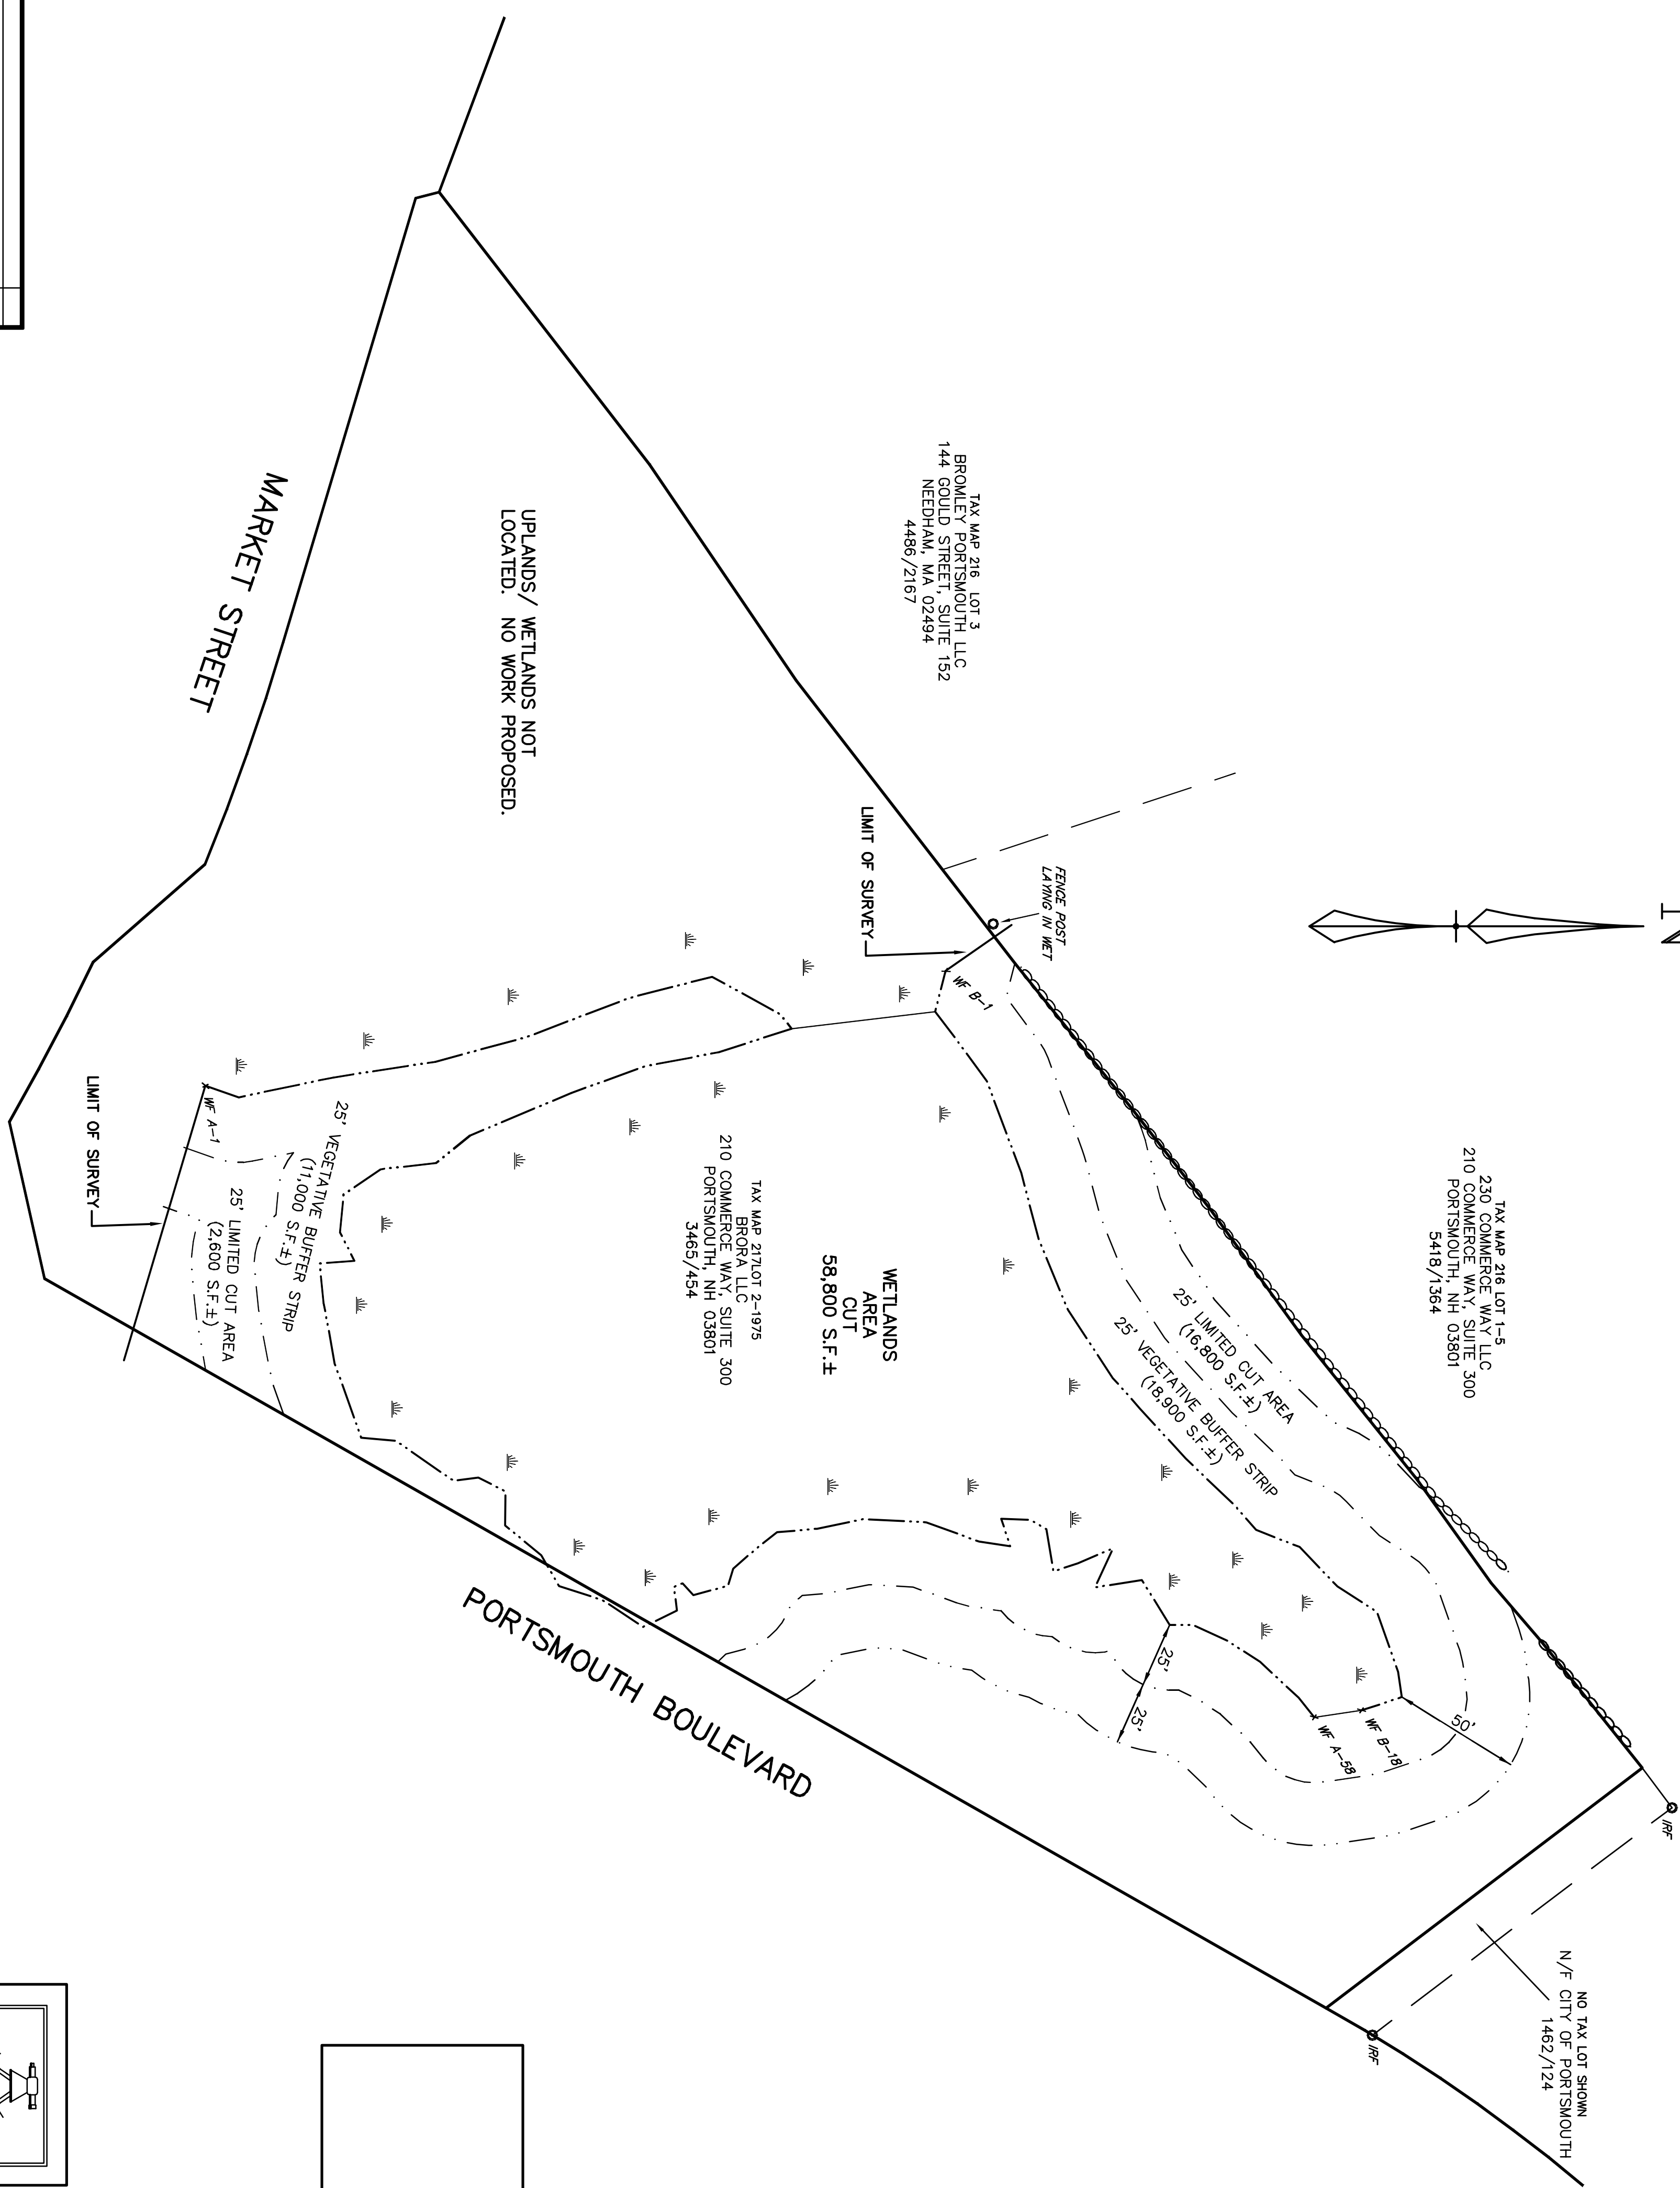 TAX MAP 216 LOT 3
BROMLEY PORTSMOUTH LLC
144 GOULD STREET, SUITE 152
NEEDHAM, MA 02494
4486/2167
N
TAX MAP 216 LOT 1-5
230 COMMERCE WAY LLC
210 COMMERCE WAY, SUITE 300
PORTSMOUTH, NH 03801
5418/1364
NO TAX LOT SHOWN
N/F CITY OF PORTSMOUTH
1462/124
IRF
IRF
FENCE POST
LAYING IN WET
LIMIT OF SURVEY
WF B-1
25' LIMITED CUT AREA
(16,800 S.F.±)
25' VEGETATIVE BUFFER STRIP
(18,900 S.F.±)
50'
WF B-18
WF A-58
25'
25'
WETLANDS
AREA
CUT
58,800 S.F.±
TAX MAP 217LOT 2-1975
BRORA LLC
210 COMMERCE WAY, SUITE 300
PORTSMOUTH, NH 03801
3465/454
UPLANDS/ WETLANDS NOT
LOCATED. NO WORK PROPOSED.
MARKET STREET
25' VEGETATIVE BUFFER STRIP
(11,000 S.F.±)
25' LIMITED CUT AREA
(2,600 S.F.±)
WF A-1
LIMIT OF SURVEY
PORTSMOUTH BOULEVARD